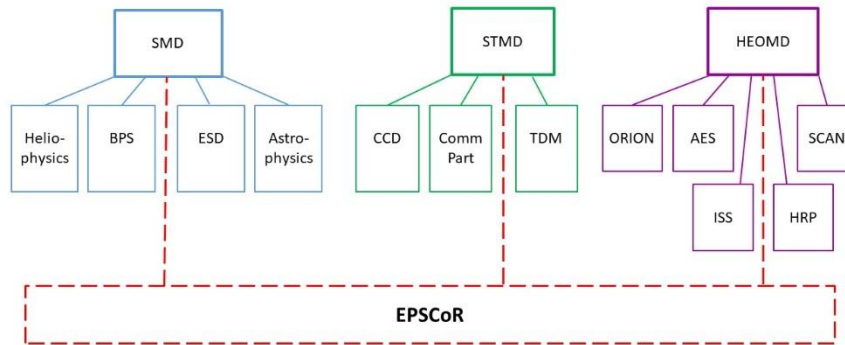 SMD
STMD
HEOMD
Helio-
physics
BPS
ESD
Astro-
physics
CCD
Comm
Part
TDM
ORION
AES
SCAN
ISS
HRP
EPSCoR